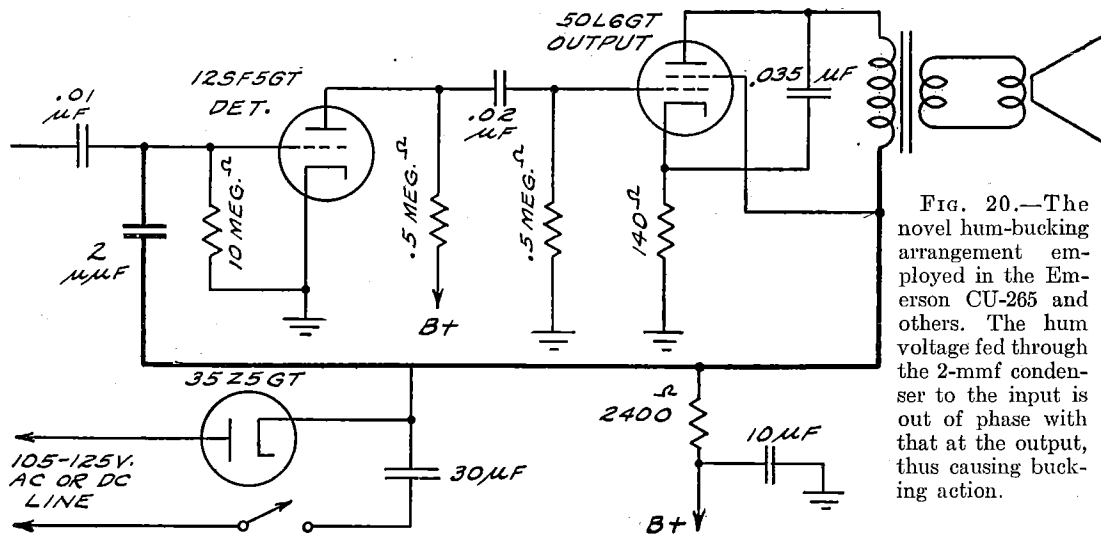 50L6GT
OUTPUT
12SF5GT
DET.
.01
µF
.02
µF
.035 µF
2
µµF
10 MEG.Ω
.5 MEG.Ω
.5 MEG.Ω
140Ω
B+
35Z5GT
105-125V.
AC OR DC
LINE
30µF
2400Ω
10µF
B+
FIG. 20.—The
novel hum-bucking
arrangement em-
ployed in the Em-
erson CU-265 and
others. The hum
voltage fed through
the 2-mmf conden-
ser to the input is
out of phase with
that at the output,
thus causing buck-
ing action.